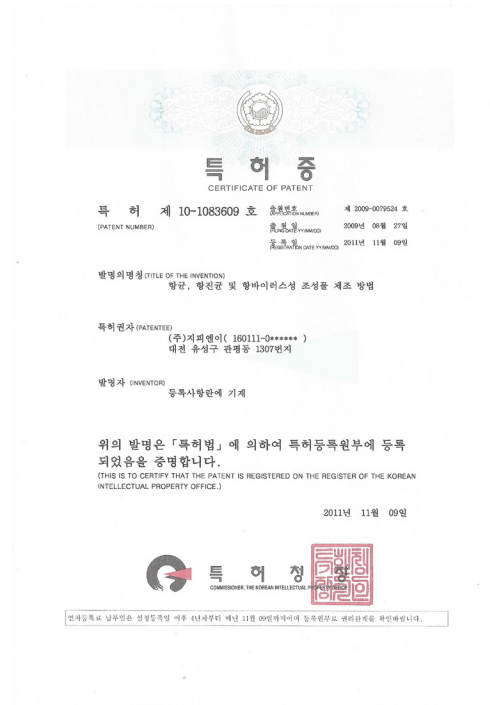 특허증
CERTIFICATE OF PATENT
특 허 제 10-1083609 호
(PATENT NUMBER)
출원번호 제 2009-0079524 호
(APPLICATION NUMBER)
출원일 2009년 08월 27일
(FILING DATE:YY/MM/DD)
등록일 2011년 11월 09일
(REGISTRATION DATE:YY/MM/DD)
발명의명칭 (TITLE OF THE INVENTION)
항균, 항진균 및 항바이러스성 조성물 제조 방법
특허권자 (PATENTEE)
(주)지피엔이( 160111-0****** )
대전 유성구 관평동 1307번지
발명자 (INVENTOR)
등록사항란에 기재
위의 발명은 「특허법」에 의하여 특허등록원부에 등록
되었음을 증명합니다.
(THIS IS TO CERTIFY THAT THE PATENT IS REGISTERED ON THE REGISTER OF THE KOREAN
INTELLECTUAL PROPERTY OFFICE.)
2011년 11월 09일
특 허 청 장
COMMISSIONER, THE KOREAN INTELLECTUAL PROPERTY OFFICE
연차등록료 납부일은 설정등록일 이후 4년차부터 매년 11월 09일까지이며 등록원부로 권리관계를 확인바랍니다.